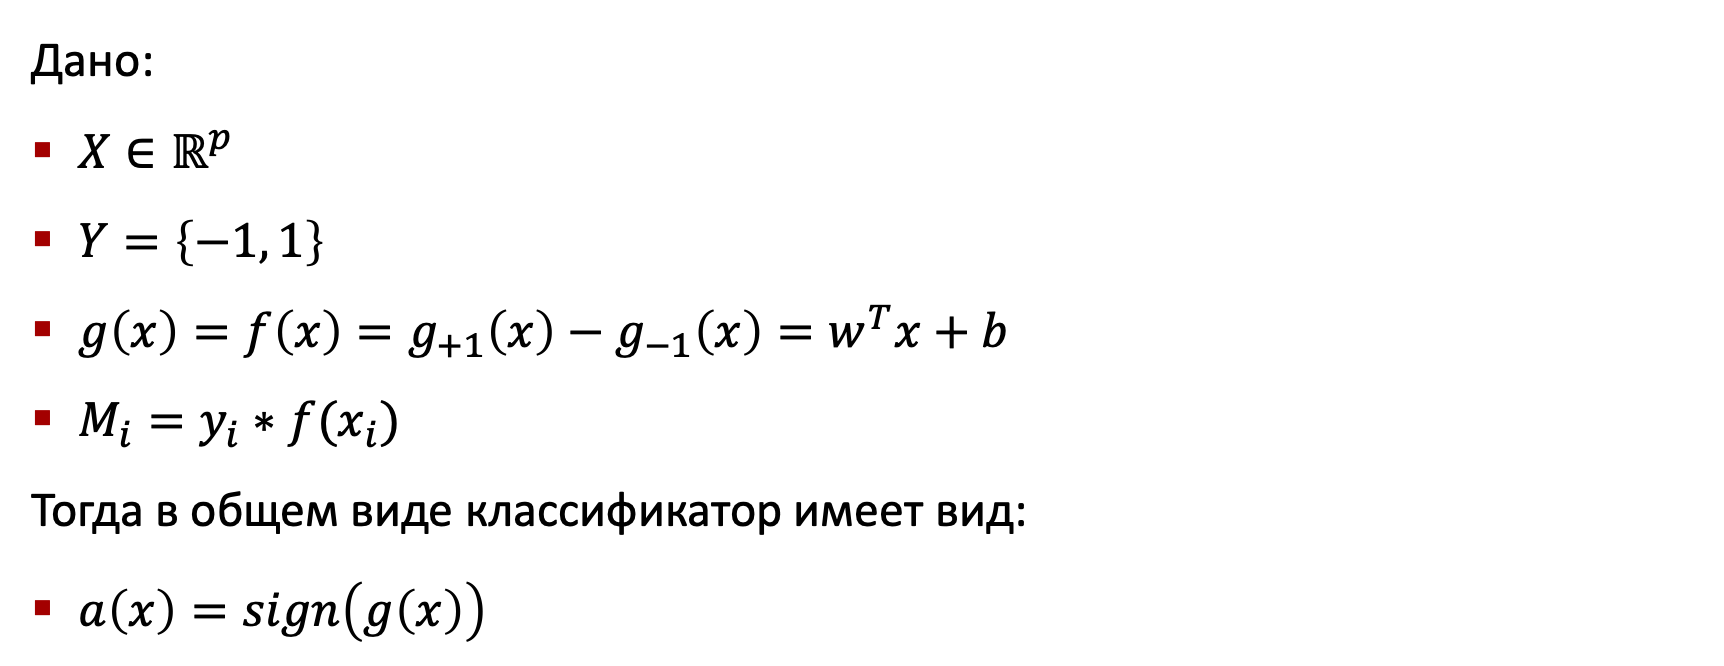 Дано:
▪ X ∈ ℝ^p
▪ Y = {−1, 1}
▪ g(x) = f(x) = g_{+1}(x) − g_{−1}(x) = w^T x + b
▪ M_i = y_i * f(x_i)
Тогда в общем виде классификатор имеет вид:
▪ a(x) = sign(g(x))